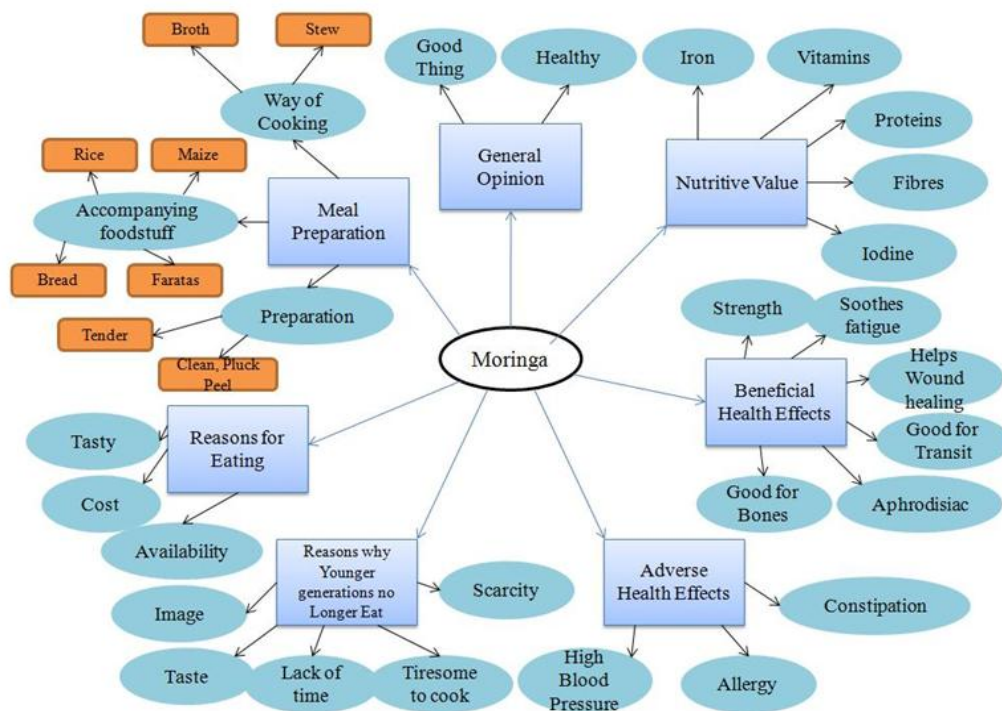 Broth
Stew
Way of
Cooking
Rice
Maize
Accompanying
foodstuff
Bread
Faratas
Meal
Preparation
Preparation
Tender
Clean, Pluck
Peel
Good
Thing
Healthy
General
Opinion
Iron
Vitamins
Proteins
Fibres
Iodine
Nutritive Value
Moringa
Strength
Soothes
fatigue
Helps
Wound
healing
Good for
Transit
Aphrodisiac
Good for
Bones
Beneficial
Health Effects
Reasons for
Eating
Tasty
Cost
Availability
Reasons why
Younger
generations no
Longer Eat
Scarcity
Image
Taste
Lack of
time
Tiresome
to cook
Adverse
Health Effects
Constipation
High
Blood
Pressure
Allergy